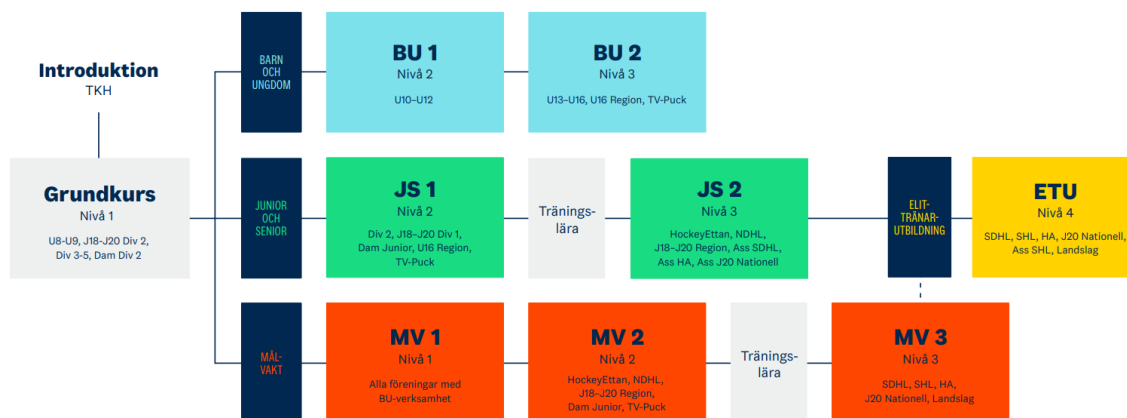 Introduktion
TKH
Grundkurs
Nivå 1
U8-U9, J18-J20 Div 2,
Div 3-5, Dam Div 2
BARN
OCH
UNGDOM
BU 1
Nivå 2
U10–U12
BU 2
Nivå 3
U13–U16, U16 Region, TV-Puck
JUNIOR
OCH
SENIOR
JS 1
Nivå 2
Div 2, J18–J20 Div 1,
Dam Junior, U16 Region,
TV-Puck
Tränings-
lära
JS 2
Nivå 3
HockeyEttan, NDHL,
J18–J20 Region, Ass SDHL,
Ass HA, Ass J20 Nationell
ELIT-
TRÄNAR-
UTBILDNING
ETU
Nivå 4
SDHL, SHL, HA, J20 Nationell,
Ass SHL, Landslag
MÅL-
VAKT
MV 1
Nivå 1
Alla föreningar med
BU-verksamhet
MV 2
Nivå 2
HockeyEttan, NDHL,
J18–J20 Region,
Dam Junior, TV-Puck
Tränings-
lära
MV 3
Nivå 3
SDHL, SHL, HA,
J20 Nationell, Landslag